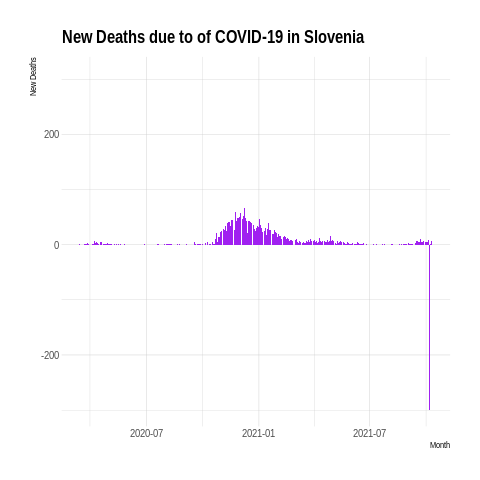 New Deaths due to of COVID-19 in Slovenia
New Deaths
200
0
-200
2020-07
2021-01
2021-07
Month